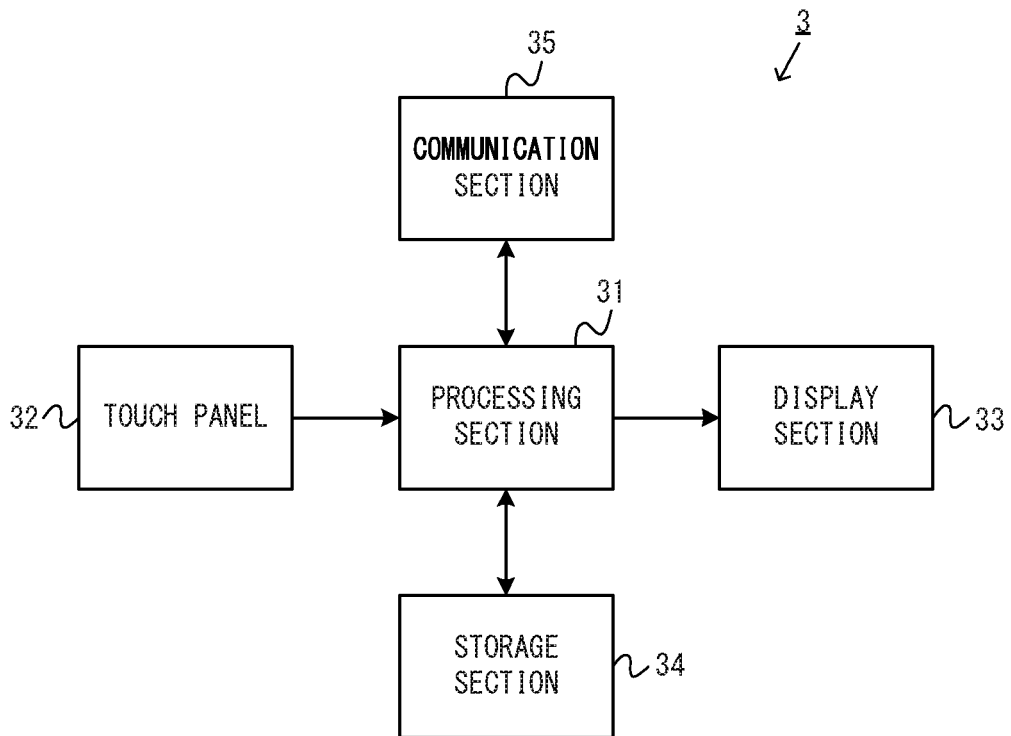 3
35
COMMUNICATION
SECTION
31
32
TOUCH PANEL
PROCESSING
SECTION
DISPLAY
SECTION
33
STORAGE
SECTION
34